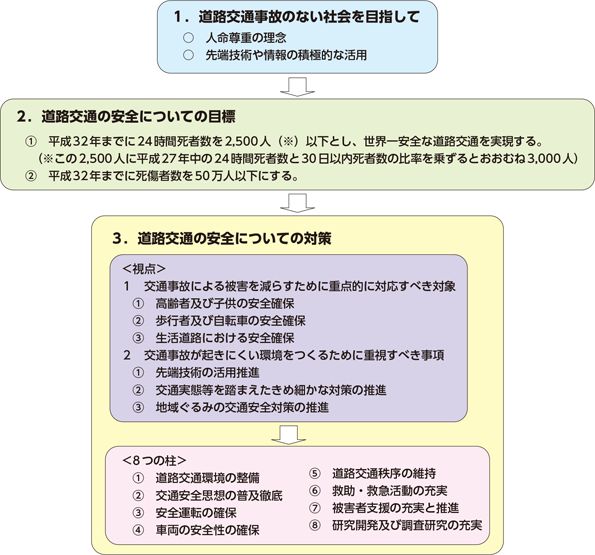 1．道路交通事故のない社会を目指して
○　人命尊重の理念
○　先端技術や情報の積極的な活用
2．道路交通の安全についての目標
①　平成32年までに24時間死者数を2,500人（※）以下とし、世界一安全な道路交通を実現する。
（※この2,500人に平成27年中の24時間死者数と30日以内死者数の比率を乗ずるとおおむね3,000人）
②　平成32年までに死傷者数を50万人以下にする。
3．道路交通の安全についての対策
＜視点＞
1　交通事故による被害を減らすために重点的に対応すべき対象
①　高齢者及び子供の安全確保
②　歩行者及び自転車の安全確保
③　生活道路における安全確保
2　交通事故が起きにくい環境をつくるために重視すべき事項
①　先端技術の活用推進
②　交通実態等を踏まえたきめ細かな対策の推進
③　地域ぐるみの交通安全対策の推進
＜8つの柱＞
①　道路交通環境の整備
②　交通安全思想の普及徹底
③　安全運転の確保
④　車両の安全性の確保
⑤　道路交通秩序の維持
⑥　救助・救急活動の充実
⑦　被害者支援の充実と推進
⑧　研究開発及び調査研究の充実